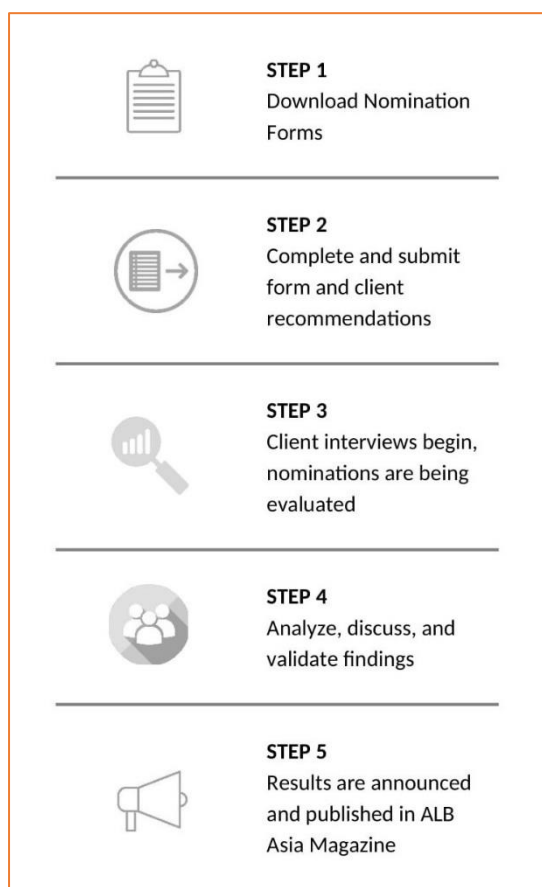 STEP 1
Download Nomination
Forms
STEP 2
Complete and submit
form and client
recommendations
STEP 3
Client interviews begin,
nominations are being
evaluated
STEP 4
Analyze, discuss, and
validate findings
STEP 5
Results are announced
and published in ALB
Asia Magazine